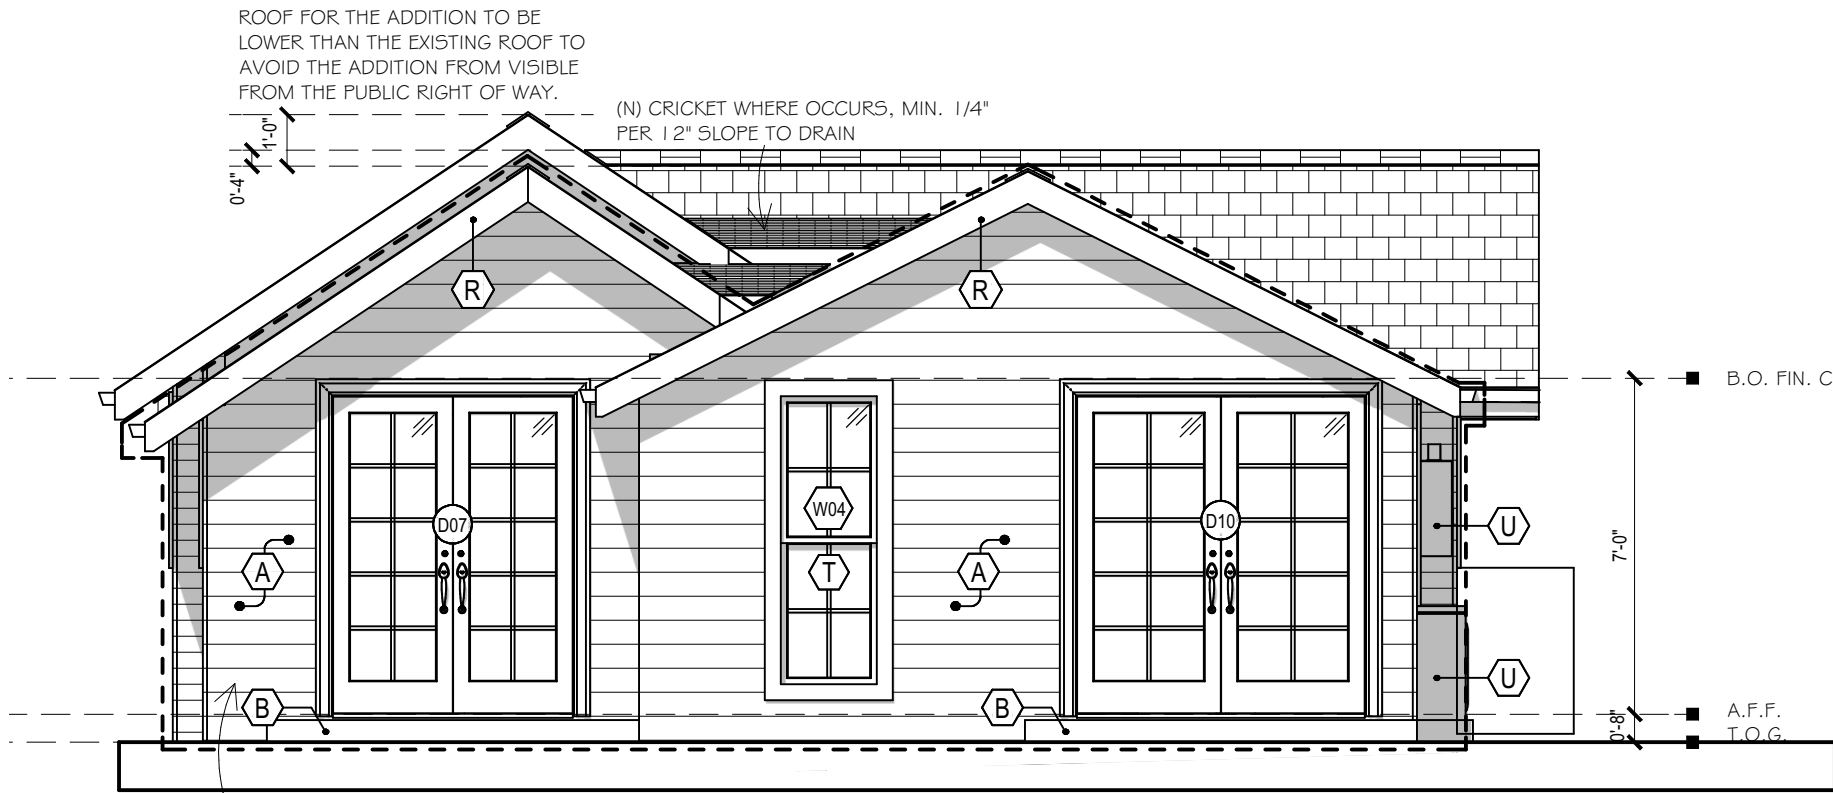 ROOF FOR THE ADDITION TO BE
LOWER THAN THE EXISTING ROOF TO
AVOID THE ADDITION FROM VISIBLE
FROM THE PUBLIC RIGHT OF WAY.
(N) CRICKET WHERE OCCURS, MIN. 1/4"
PER 12" SLOPE TO DRAIN
1'-0"
0'-4"
R
R
B.O. FIN. C
W04
D07
D10
U
7'-0"
A
T
A
U
B
B
A.F.F.
0'-8"
T.O.G.